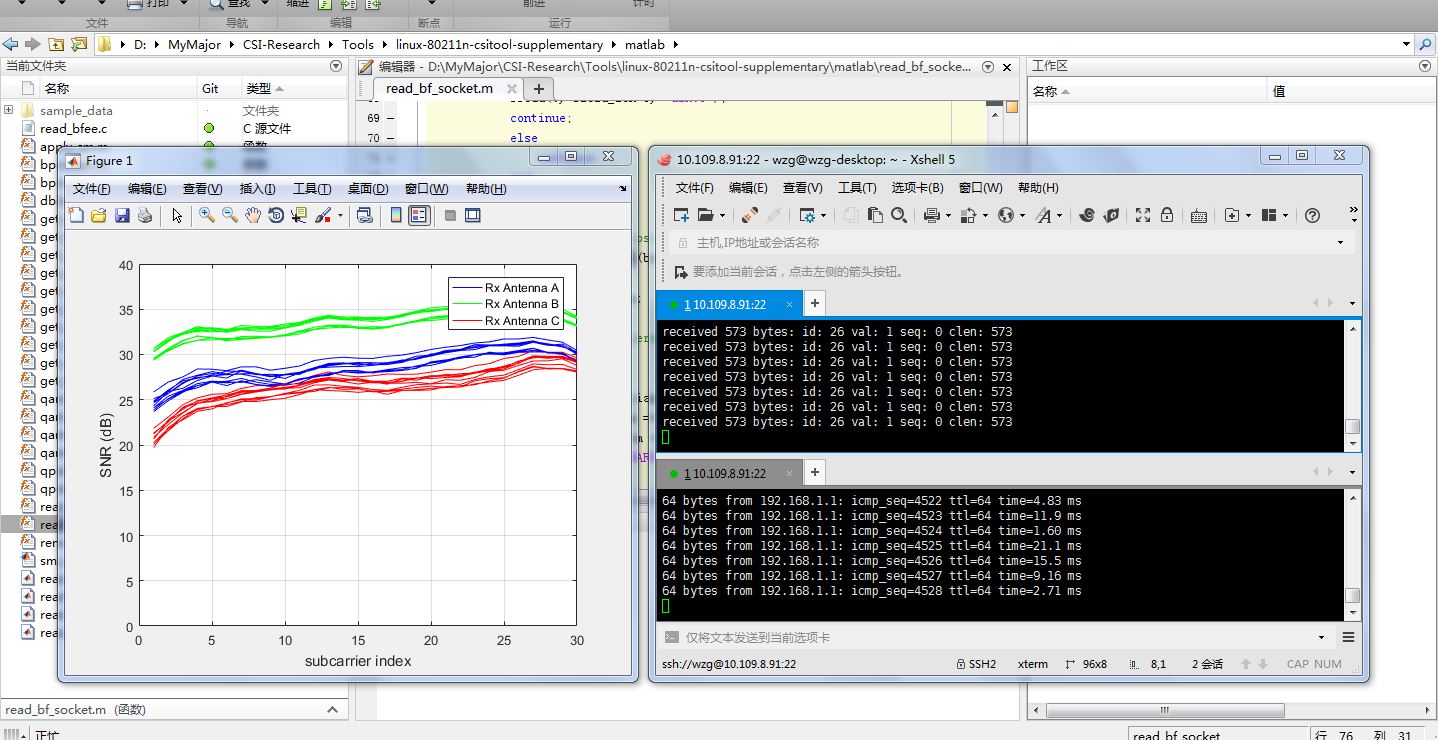 打印
查找
缩进
前进
计时
文件
导航
编辑
断点
运行
D: MyMajor CSI-Research Tools linux-80211n-csitool-supplementary matlab
当前文件夹
名称 Git 类型
sample_data 文件夹
read_bfee.c C 源文件
编辑器 - D:\MyMajor\CSI-Research\Tools\linux-80211n-csitool-supplementary\matlab\read_bf_socke...
read_bf_socket.m
69 continue;
70 else
工作区
名称 值
Figure 1
文件(F) 编辑(E) 查看(V) 插入(I) 工具(T) 桌面(D) 窗口(W) 帮助(H)
Rx Antenna A
Rx Antenna B
Rx Antenna C
40
35
30
25
20
15
10
5
0
0 5 10 15 20 25 30
SNR (dB)
subcarrier index
10.109.8.91:22 - wzg@wzg-desktop: ~ - Xshell 5
文件(F) 编辑(E) 查看(V) 工具(T) 选项卡(B) 窗口(W) 帮助(H)
主机,IP地址或会话名称
要添加当前会话，点击左侧的箭头按钮。
1 10.109.8.91:22
received 573 bytes: id: 26 val: 1 seq: 0 clen: 573
received 573 bytes: id: 26 val: 1 seq: 0 clen: 573
received 573 bytes: id: 26 val: 1 seq: 0 clen: 573
received 573 bytes: id: 26 val: 1 seq: 0 clen: 573
received 573 bytes: id: 26 val: 1 seq: 0 clen: 573
received 573 bytes: id: 26 val: 1 seq: 0 clen: 573
received 573 bytes: id: 26 val: 1 seq: 0 clen: 573
1 10.109.8.91:22
64 bytes from 192.168.1.1: icmp_seq=4522 ttl=64 time=4.83 ms
64 bytes from 192.168.1.1: icmp_seq=4523 ttl=64 time=11.9 ms
64 bytes from 192.168.1.1: icmp_seq=4524 ttl=64 time=1.60 ms
64 bytes from 192.168.1.1: icmp_seq=4525 ttl=64 time=21.1 ms
64 bytes from 192.168.1.1: icmp_seq=4526 ttl=64 time=15.5 ms
64 bytes from 192.168.1.1: icmp_seq=4527 ttl=64 time=9.16 ms
64 bytes from 192.168.1.1: icmp_seq=4528 ttl=64 time=2.71 ms
仅将文本发送到当前选项卡
ssh://wzg@10.109.8.91:22 SSH2 xterm 96x8 8,1 2 会话 CAP NUM
read_bf_socket.m (函数)
正忙
read_bf_socket 行 76 列 31